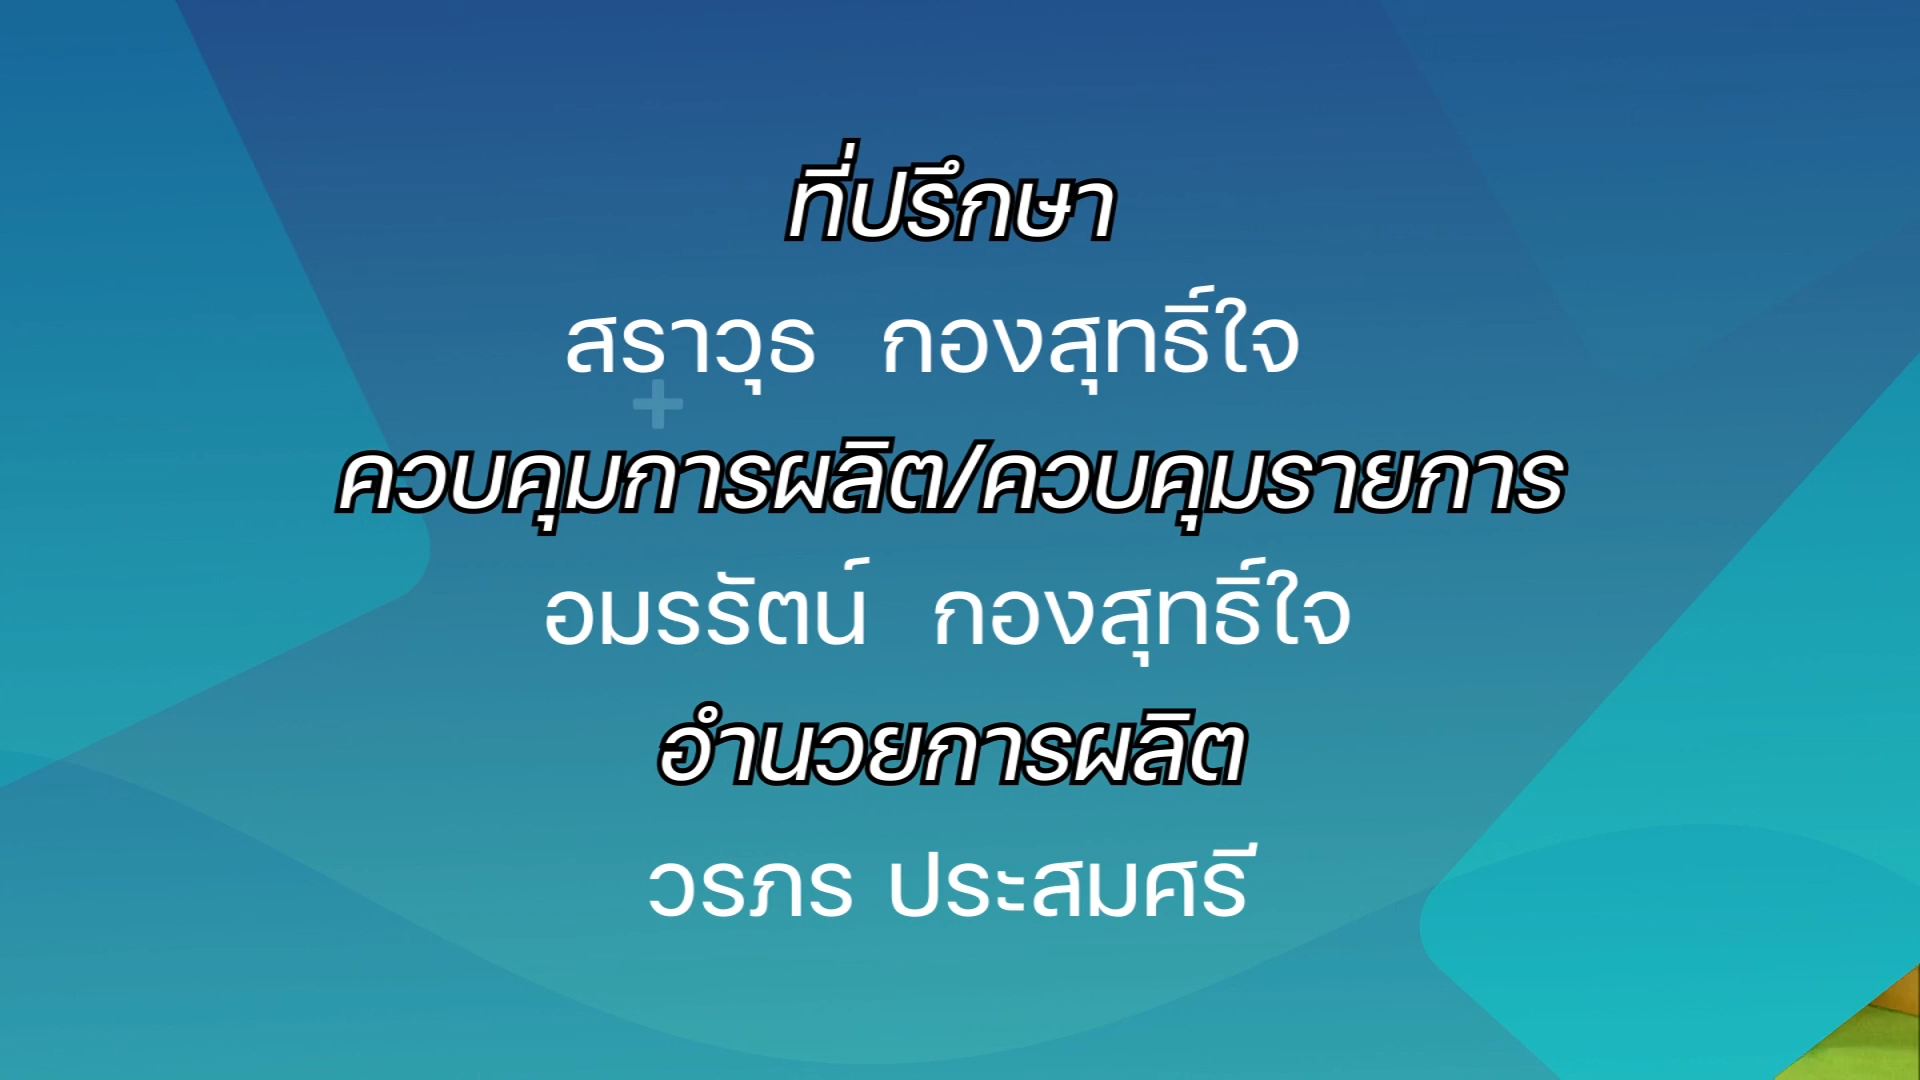 ที่ปรึกษา
สราวุธ กองสุทธิ์ใจ
ควบคุมการผลิต/ควบคุมรายการ
อมรรัตน์ กองสุทธิ์ใจ
อำนวยการผลิต
วรภร ประสมศรี